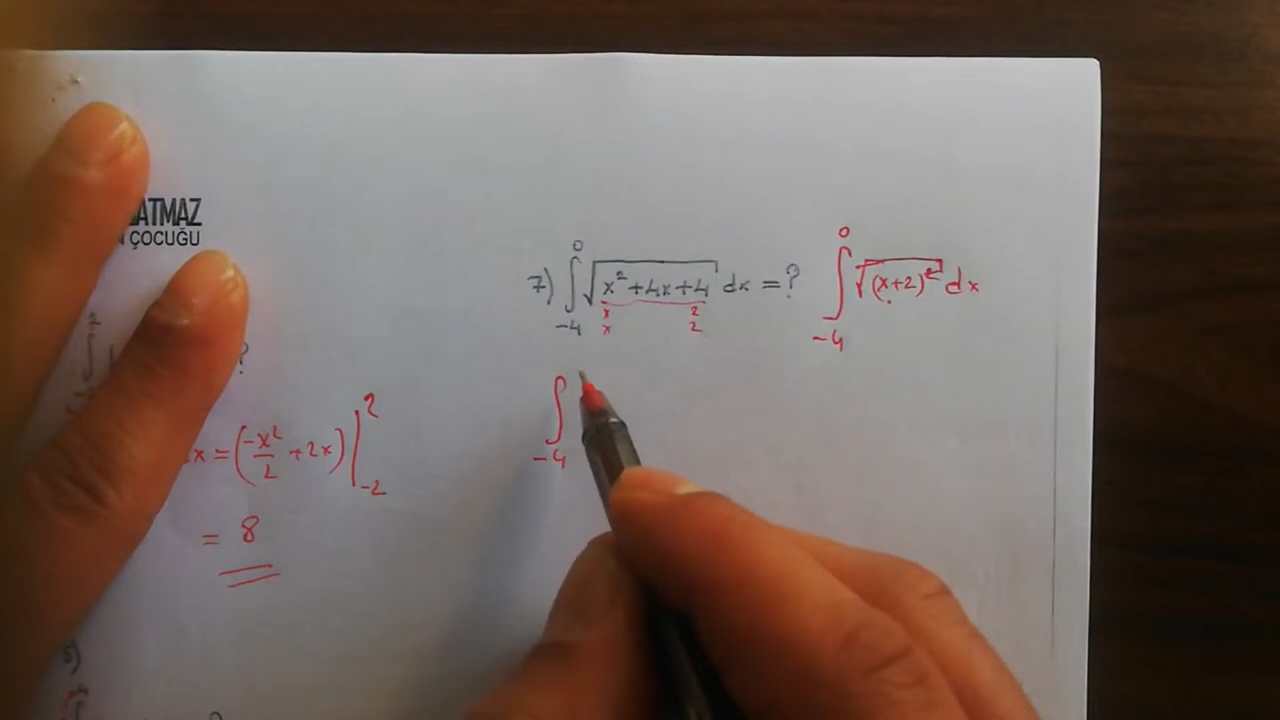 ATMAZ
ÇOCUĞU
7) ∫₋₄⁰ √(x²+4x+4) dx = ? ∫₋₄⁰ √(x+2)² dx
x 2
x 2
∫₋₄
2
?
x = (-x²/2 + 2x) |₋₂²
= 8
5)